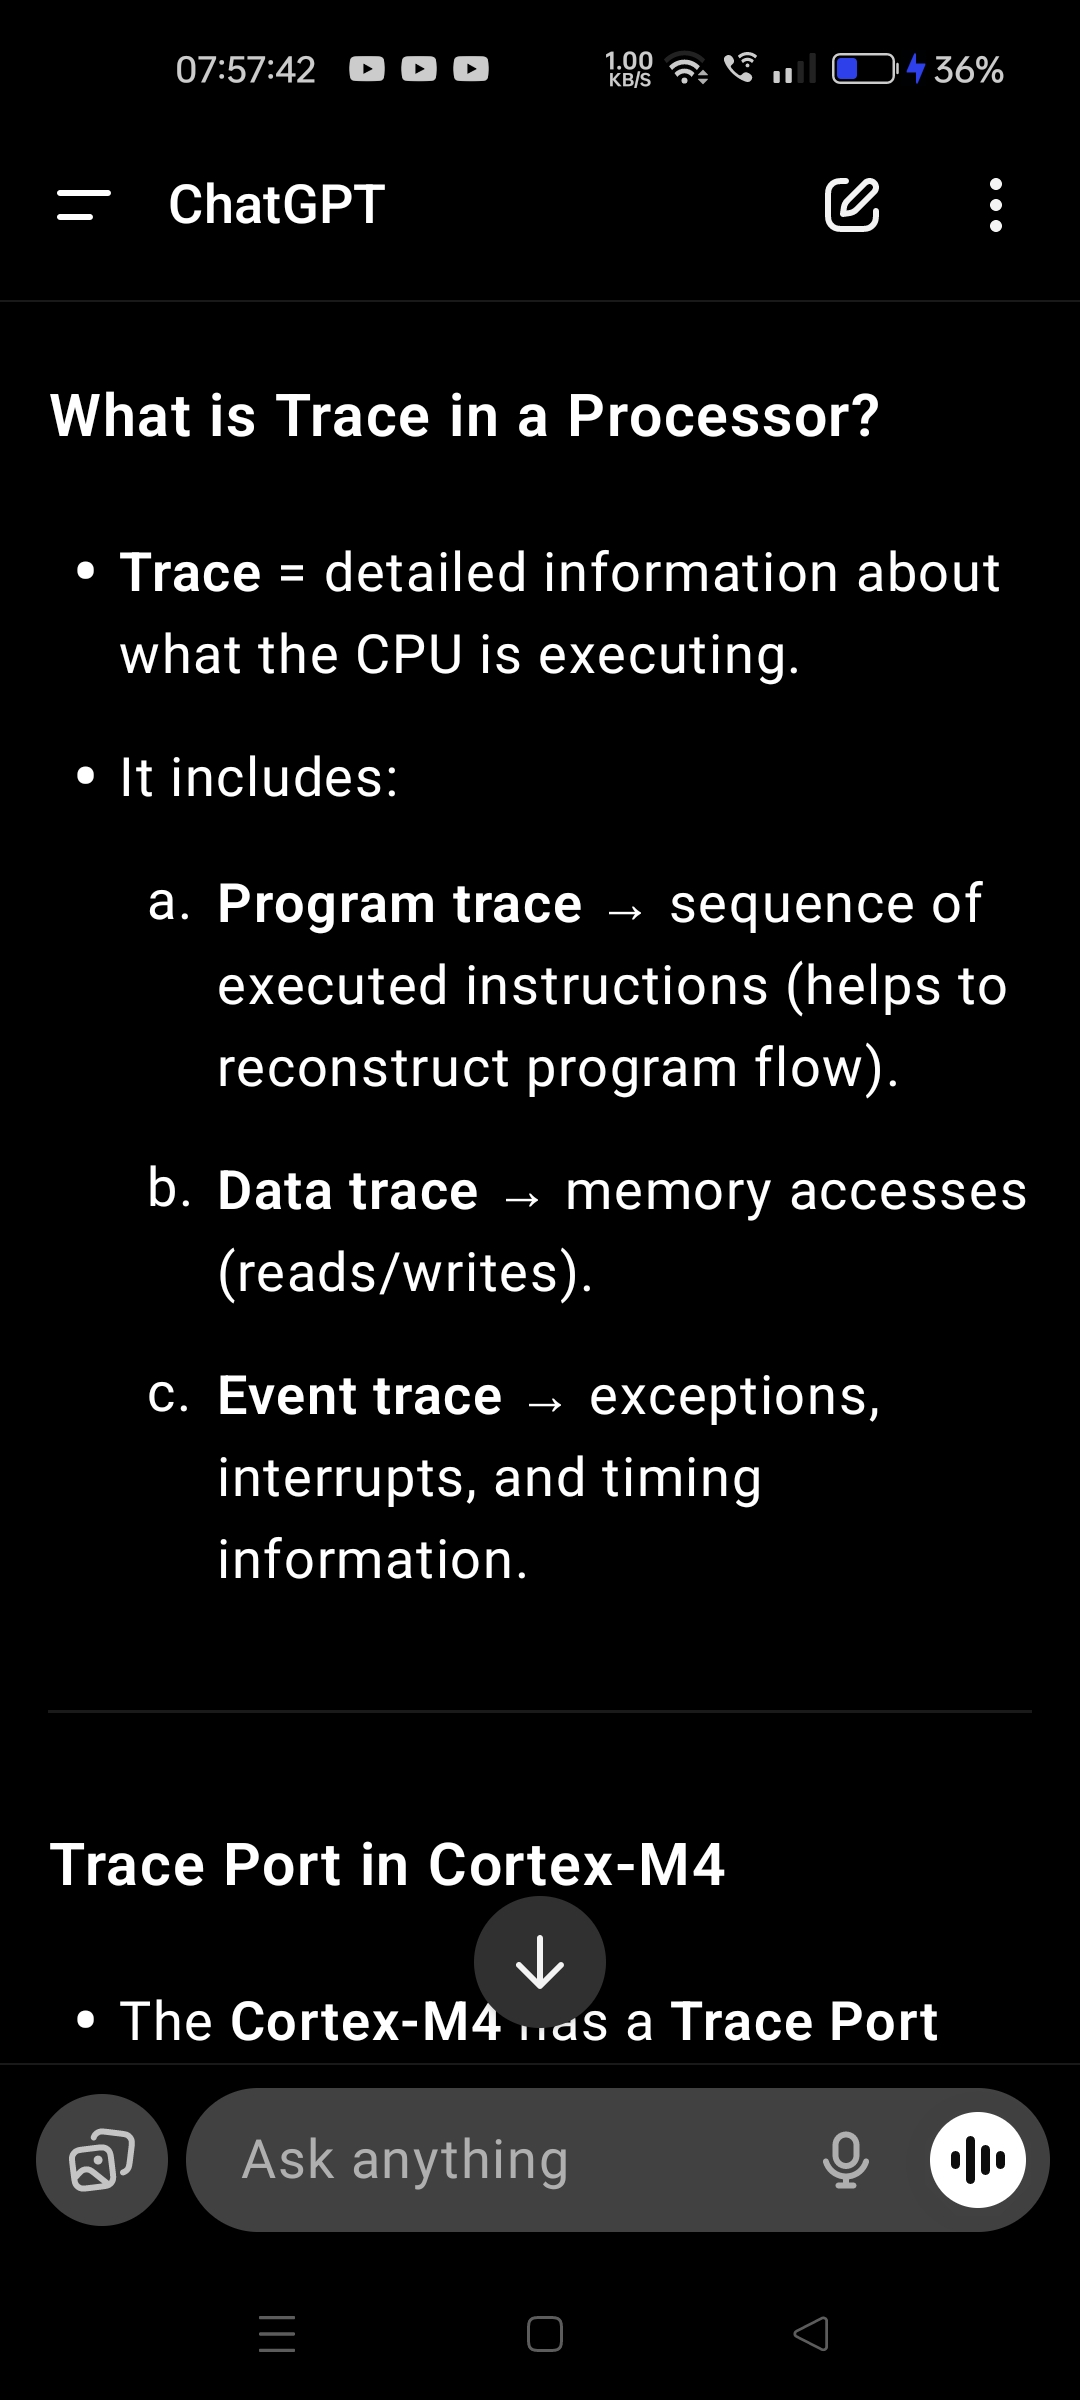 07:57:42 1.00 KB/S 36%
ChatGPT
What is Trace in a Processor?
• Trace = detailed information about
what the CPU is executing.
• It includes:
a. Program trace → sequence of
executed instructions (helps to
reconstruct program flow).
b. Data trace → memory accesses
(reads/writes).
c. Event trace → exceptions,
interrupts, and timing
information.
Trace Port in Cortex-M4
• The Cortex-M4 has a Trace Port
Ask anything